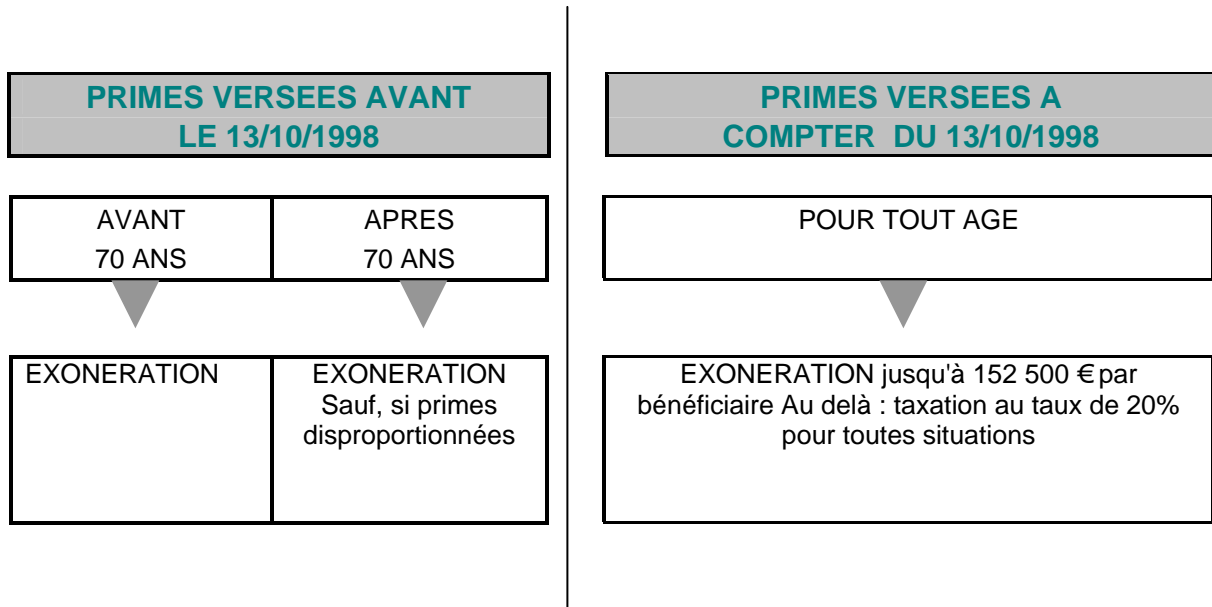 PRIMES VERSEES AVANT
LE 13/10/1998
AVANT
70 ANS
APRES
70 ANS
EXONERATION
EXONERATION
Sauf, si primes
disproportionnées
PRIMES VERSEES A
COMPTER DU 13/10/1998
POUR TOUT AGE
EXONERATION jusqu'à 152 500 € par
bénéficiaire Au delà : taxation au taux de 20%
pour toutes situations